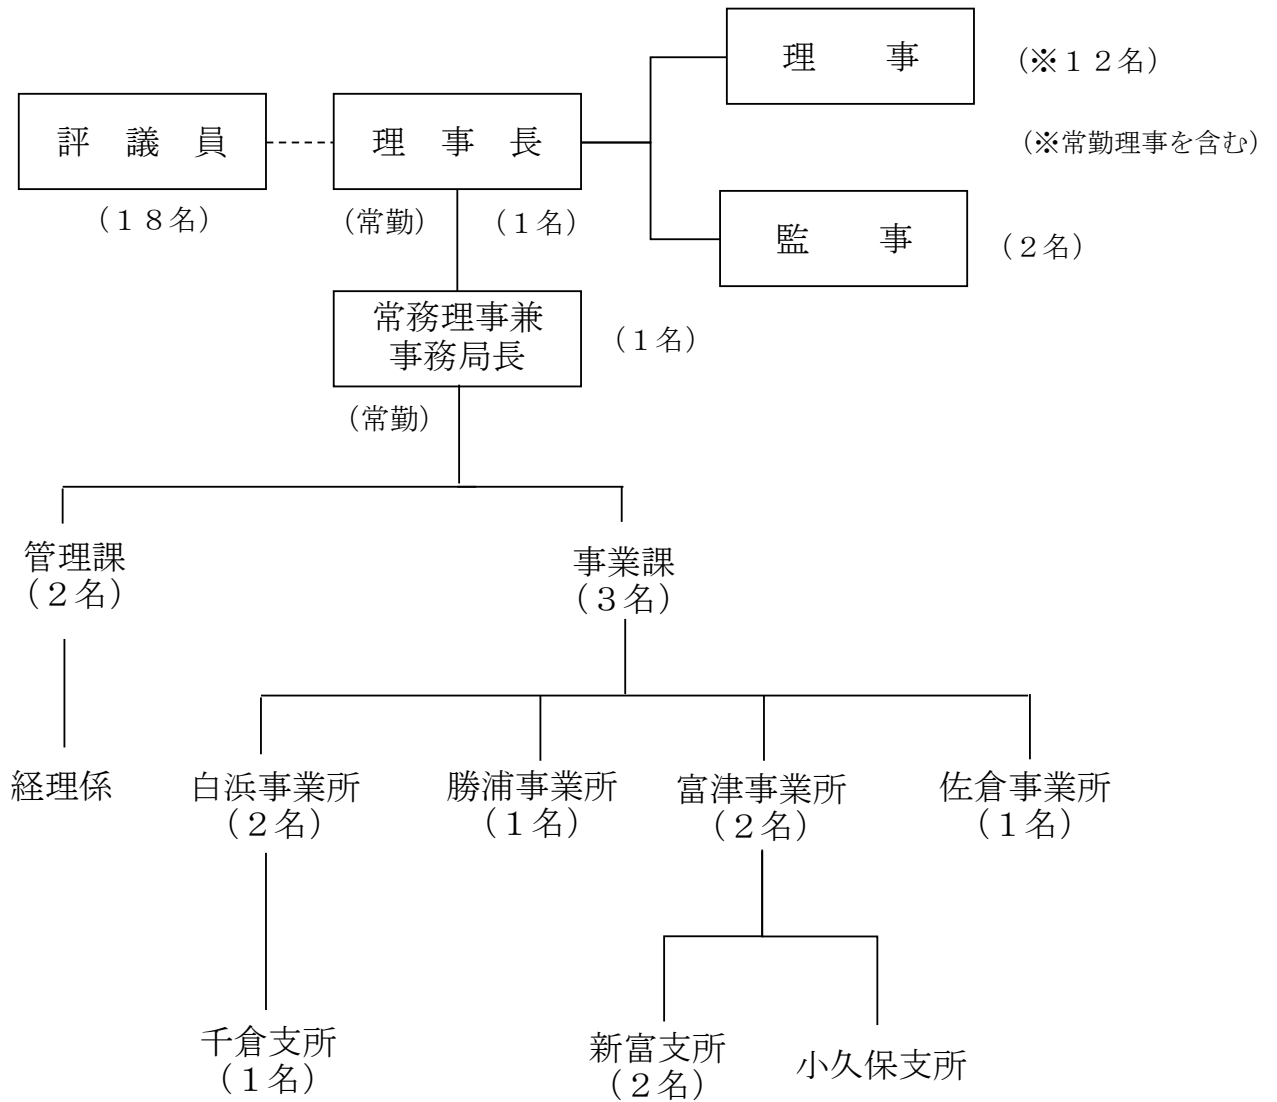 理　　事
（※１２名）
評　議　員
理　事　長
（※常勤理事を含む）
（１８名）
（常勤）
（１名）
監　　事
（２名）
常務理事兼
事務局長
（１名）
（常勤）
管理課
（２名）
事業課
（３名）
経理係
白浜事業所
（２名）
勝浦事業所
（１名）
富津事業所
（２名）
佐倉事業所
（１名）
千倉支所
（１名）
新富支所
（２名）
小久保支所